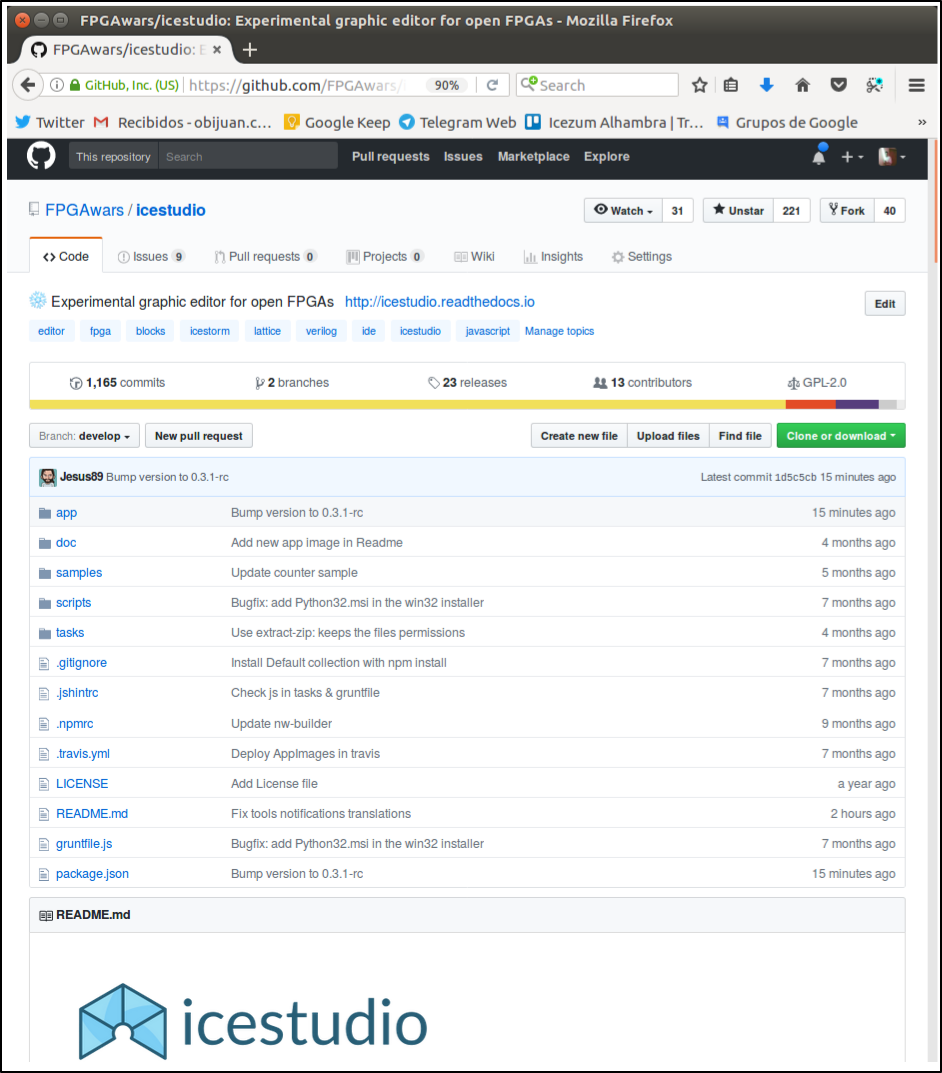 FPGAwars/icestudio: Experimental graphic editor for open FPGAs - Mozilla Firefox
FPGAwars/icestudio: E
GitHub, Inc. (US) https://github.com/FPGAwars/ 90% Search
Twitter Recibidos - obijuan.c... Google Keep Telegram Web Icezum Alhambra | Tr... Grupos de Google »
This repository Search Pull requests Issues Marketplace Explore
FPGAwars / icestudio Watch 31 Unstar 221 Fork 40
Code Issues 9 Pull requests 0 Projects 0 Wiki Insights Settings
Experimental graphic editor for open FPGAs http://icestudio.readthedocs.io Edit
editor fpga blocks icestorm lattice verilog ide icestudio javascript Manage topics
1,165 commits 2 branches 23 releases 13 contributors GPL-2.0
Branch: develop New pull request Create new file Upload files Find file Clone or download
Jesus89 Bump version to 0.3.1-rc Latest commit 1d5c5cb 15 minutes ago
app Bump version to 0.3.1-rc 15 minutes ago
doc Add new app image in Readme 4 months ago
samples Update counter sample 5 months ago
scripts Bugfix: add Python32.msi in the win32 installer 7 months ago
tasks Use extract-zip: keeps the files permissions 4 months ago
.gitignore Install Default collection with npm install 7 months ago
.jshintrc Check js in tasks & gruntfile 7 months ago
.npmrc Update nw-builder 9 months ago
.travis.yml Deploy AppImages in travis 7 months ago
LICENSE Add License file a year ago
README.md Fix tools notifications translations 2 hours ago
gruntfile.js Bugfix: add Python32.msi in the win32 installer 7 months ago
package.json Bump version to 0.3.1-rc 15 minutes ago
README.md
icestudio